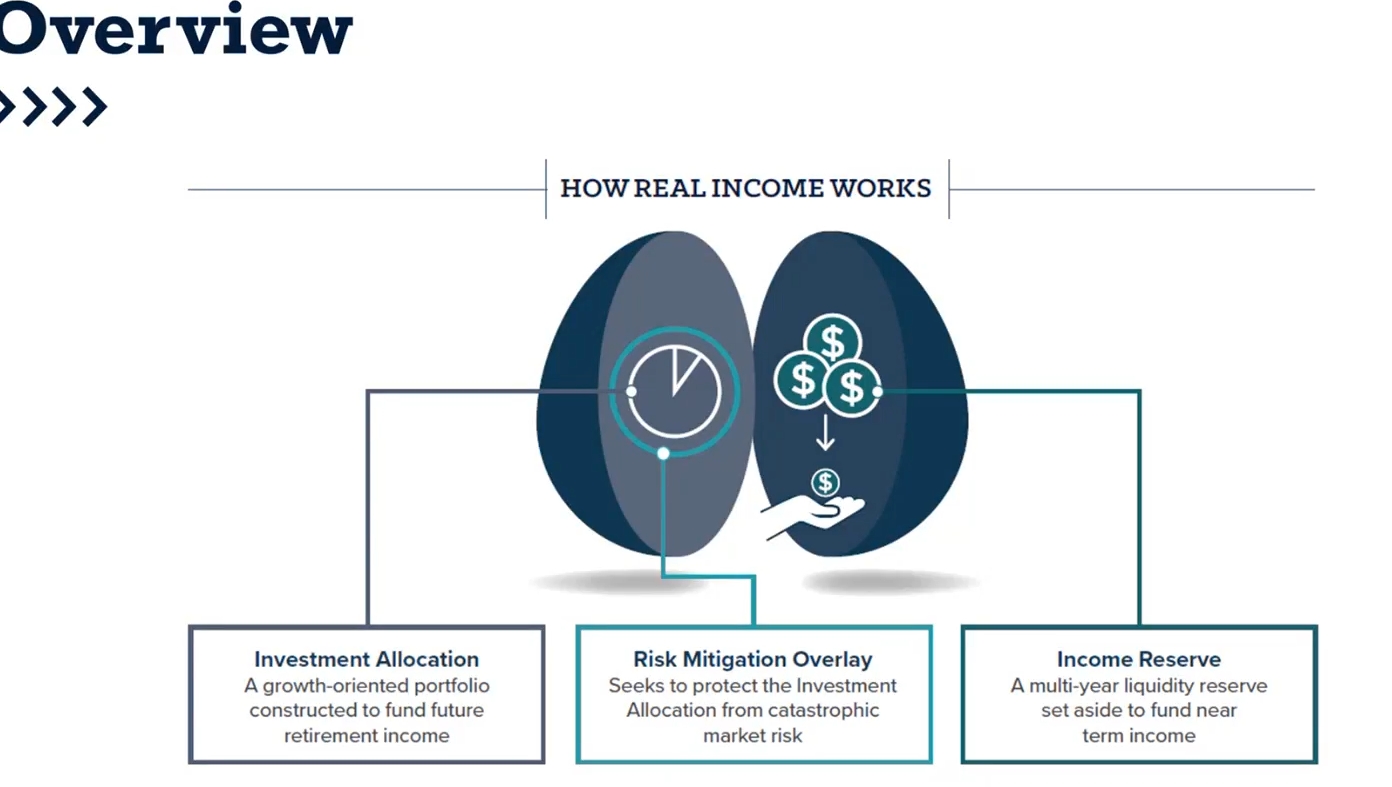 Overview
HOW REAL INCOME WORKS
$
$ $
$
Investment Allocation
A growth-oriented portfolio
constructed to fund future
retirement income
Risk Mitigation Overlay
Seeks to protect the Investment
Allocation from catastrophic
market risk
Income Reserve
A multi-year liquidity reserve
set aside to fund near
term income